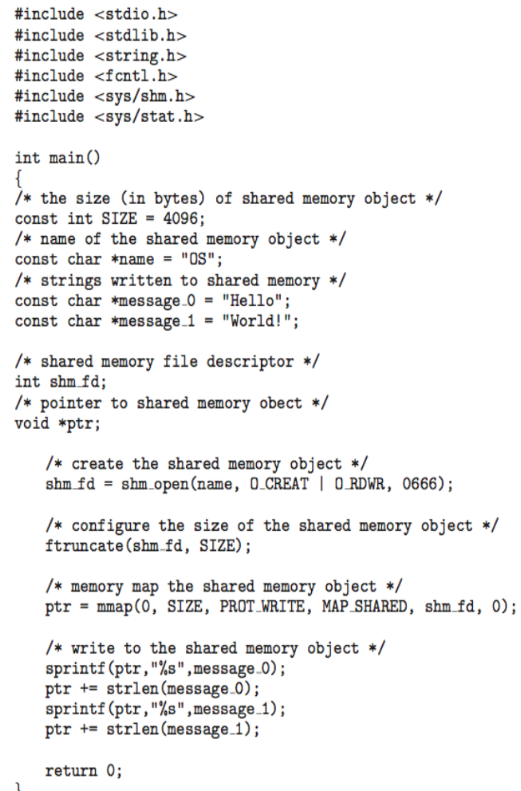 #include <stdio.h>
#include <stdlib.h>
#include <string.h>
#include <fcntl.h>
#include <sys/shm.h>
#include <sys/stat.h>

int main()
{
/* the size (in bytes) of shared memory object */
const int SIZE = 4096;
/* name of the shared memory object */
const char *name = "OS";
/* strings written to shared memory */
const char *message_0 = "Hello";
const char *message_1 = "World!";

/* shared memory file descriptor */
int shm_fd;
/* pointer to shared memory obect */
void *ptr;

   /* create the shared memory object */
   shm_fd = shm_open(name, O_CREAT | O_RDWR, 0666);

   /* configure the size of the shared memory object */
   ftruncate(shm_fd, SIZE);

   /* memory map the shared memory object */
   ptr = mmap(0, SIZE, PROT_WRITE, MAP_SHARED, shm_fd, 0);

   /* write to the shared memory object */
   sprintf(ptr,"%s",message_0);
   ptr += strlen(message_0);
   sprintf(ptr,"%s",message_1);
   ptr += strlen(message_1);

   return 0;
}